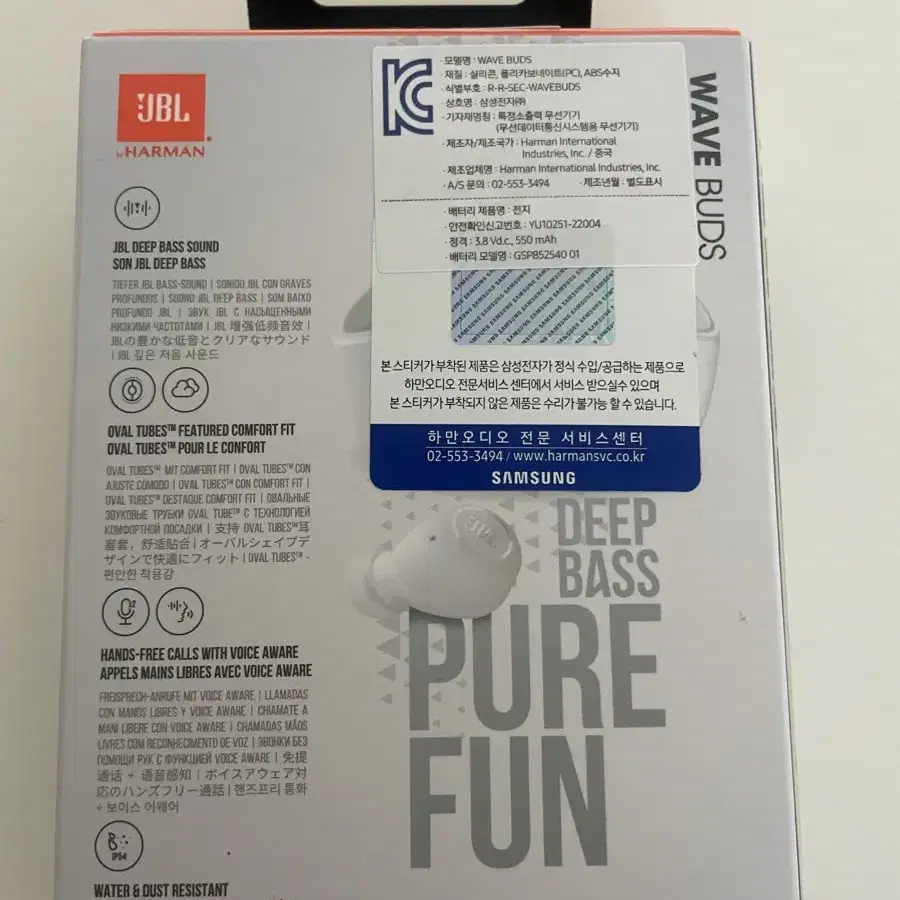 JBL
by HARMAN
JBL DEEP BASS SOUND
SON JBL DEEP BASS
TIEFER JBL BASS-SOUND | SONIDO JBL CON GRAVES
PROFUNDOS | SUONO JBL DEEP BASS | SOM BAIXO
PROFUNDO JBL | ЗВУК JBL С НАСЫЩЕННЫМИ
НИЗКИМИ ЧАСТОТАМИ | JBL 增强低频音效 |
JBLの豊かな低音とクリアなサウンド
| JBL 깊은 저음 사운드
OVAL TUBES™ FEATURED COMFORT FIT
OVAL TUBES™ POUR LE CONFORT
OVAL TUBES™ MIT COMFORT FIT | OVAL TUBES™ CON
AJUSTE CÓMODO | OVAL TUBES™ CON COMFORT FIT |
OVAL TUBES™ DESTAQUE COMFORT FIT | ОВАЛЬНЫЕ
ЗВУКОВЫЕ ТРУБКИ OVAL TUBE™ С ТЕХНОЛОГИЕЙ
КОМФОРТНОЙ ПОСАДКИ | 支持 OVAL TUBES™耳
塞套，舒适贴合 | オーバルシェイプデ
ザインで快適にフィット | OVAL TUBES™ -
편안한 착용감
HANDS-FREE CALLS WITH VOICE AWARE
APPELS MAINS LIBRES AVEC VOICE AWARE
FREISPRECH-ANRUFE MIT VOICE AWARE | LLAMADAS
CON MANOS LIBRES Y VOICE AWARE | CHIAMATE A
MANI LIBERE CON VOICE AWARE | CHAMADAS MÃOS
LIVRES COM RECONHECIMENTO DE VOZ | ЗВОНКИ БЕЗ
ПОМОЩИ РУК С ФУНКЦИЕЙ VOICE AWARE | 免提
通话 + 语音感知 | ボイスアウェア対
応のハンズフリー通話 | 핸즈프리 통화
+ 보이스 어웨어
IP54
WATER & DUST RESISTANT
· 모델명 : WAVE BUDS
· 재질 : 실리콘, 폴리카보네이트(PC), ABS수지
· 식별부호 : R-R-SEC-WAVEBUDS
· 상호명 : 삼성전자㈜
· 기자재명칭 : 특정소출력 무선기기
(무선데이터통신시스템용 무선기기)
· 제조자/제조국가 : Harman International
Industries, Inc. / 중국
· 제조업체명 : Harman International Industries, Inc.
· A/S 문의 : 02-553-3494 · 제조년월 : 별도표시
· 배터리 제품명 : 전지
· 안전확인신고번호 : YU10251-22004
· 정격 : 3.8 Vd.c., 550 mAh
· 배터리 모델명 : GSP852540 01
SAMSUNG SAMSUNG SAMSUNG
본 스티커가 부착된 제품은 삼성전자가 정식 수입/공급하는 제품으로
하만오디오 전문서비스 센터에서 서비스 받으실수 있으며
본 스티커가 부착되지 않은 제품은 수리가 불가능 할 수 있습니다.
하만오디오 전문 서비스센터
02-553-3494 / www.harmansvc.co.kr
SAMSUNG
WAVE BUDS
JBL
DEEP
BASS
PURE
FUN